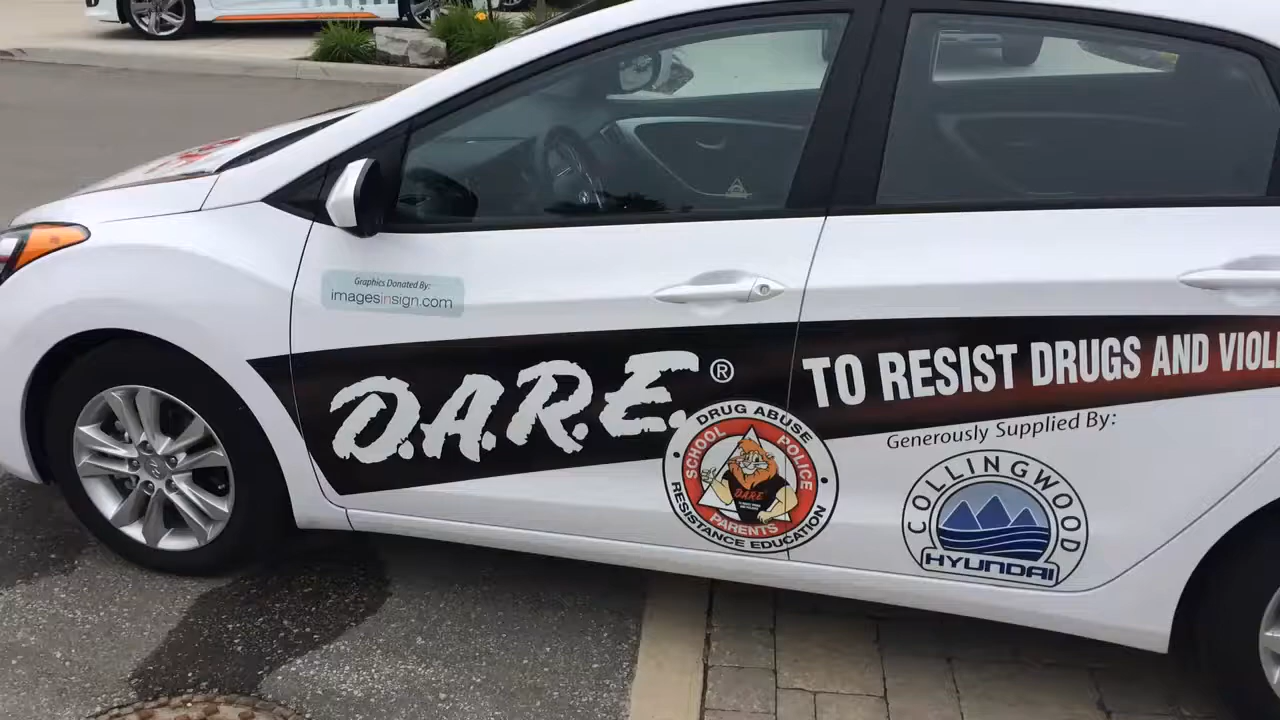 Graphics Donated By:
imagesinsign.com
D.A.R.E.®
TO RESIST DRUGS AND VIOL
DRUG ABUSE
RESISTANCE EDUCATION
SCHOOL
POLICE
PARENTS
D.A.R.E
Generously Supplied By:
COLLINGWOOD
HYUNDAI